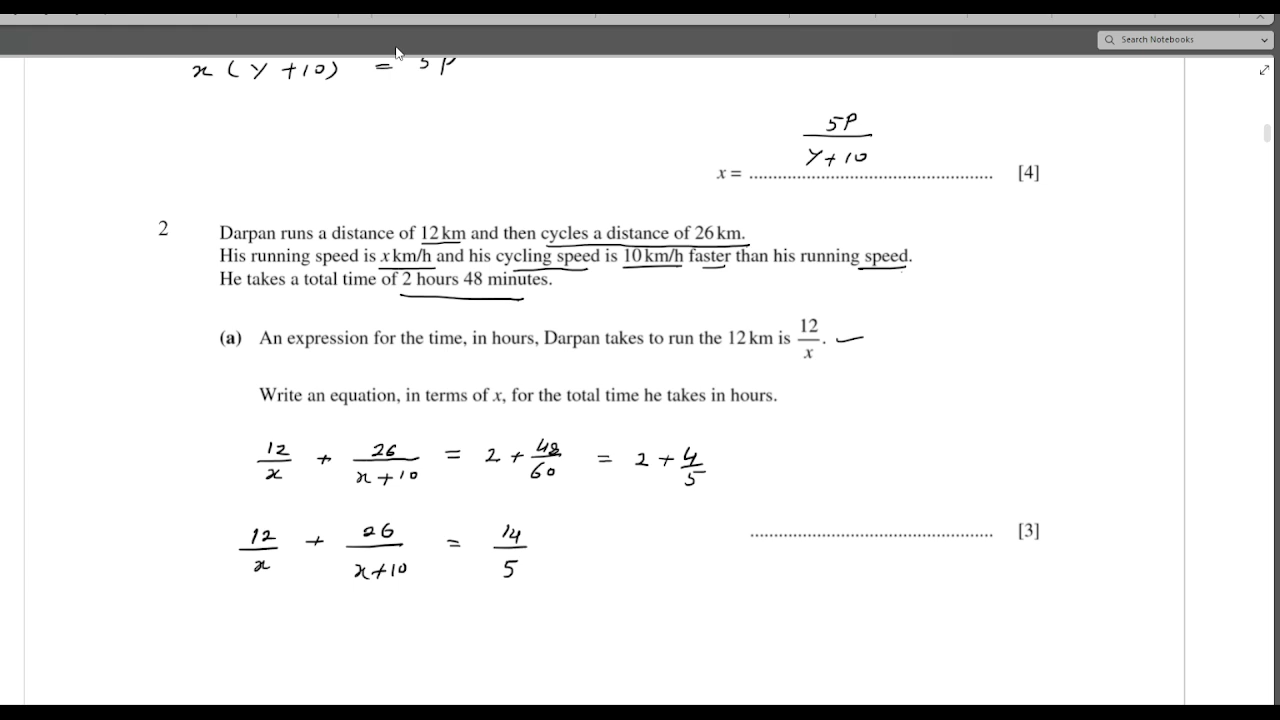 Search Notebooks
x ( y + 10 ) = 5 P
5P
y + 10
x = .................................................. [4]
2
Darpan runs a distance of 12 km and then cycles a distance of 26 km.
His running speed is x km/h and his cycling speed is 10 km/h faster than his running speed.
He takes a total time of 2 hours 48 minutes.
(a) An expression for the time, in hours, Darpan takes to run the 12 km is 12/x.
Write an equation, in terms of x, for the total time he takes in hours.
12/x + 26/x+10 = 2 + 48/60 = 2 + 4/5
.................................................. [3]
12/x + 26/x+10 = 14/5